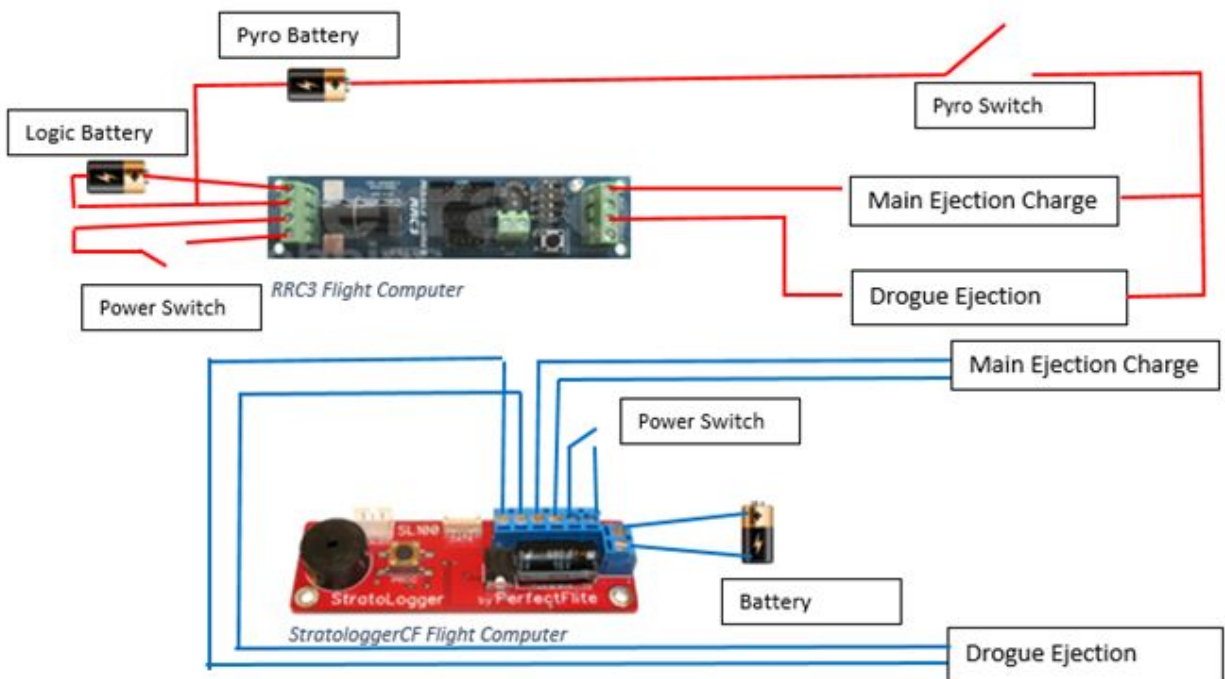 Pyro Battery
Pyro Switch
Logic Battery
Main Ejection Charge
RRC3
Drogue Ejection
RRC3 Flight Computer
Power Switch
Main Ejection Charge
Power Switch
SL100
StratoLogger
by PerfectFlite
Battery
StratologgerCF Flight Computer
Drogue Ejection